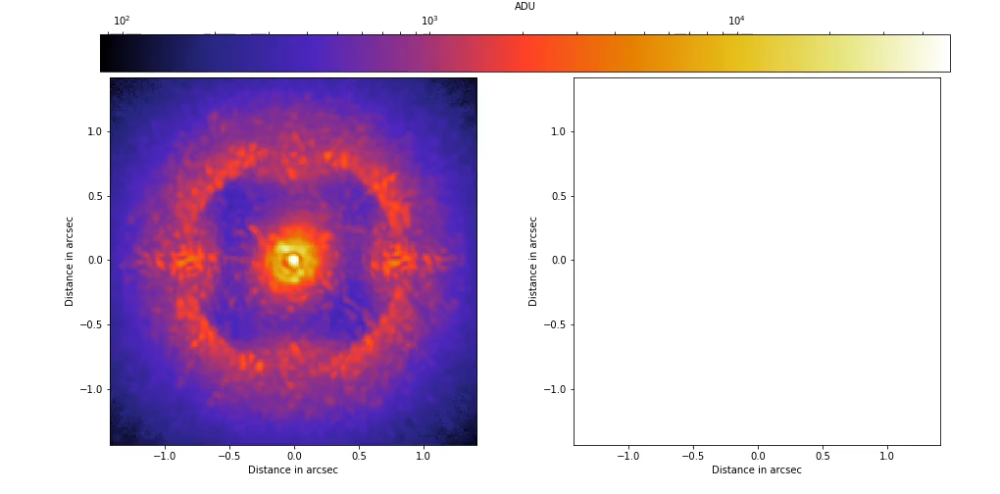 ADU
10² 10³ 10⁴
1.0 1.0
0.5 0.5
0.0 0.0
−0.5 −0.5
−1.0 −1.0
Distance in arcsec Distance in arcsec
−1.0 −0.5 0.0 0.5 1.0 −1.0 −0.5 0.0 0.5 1.0
Distance in arcsec Distance in arcsec